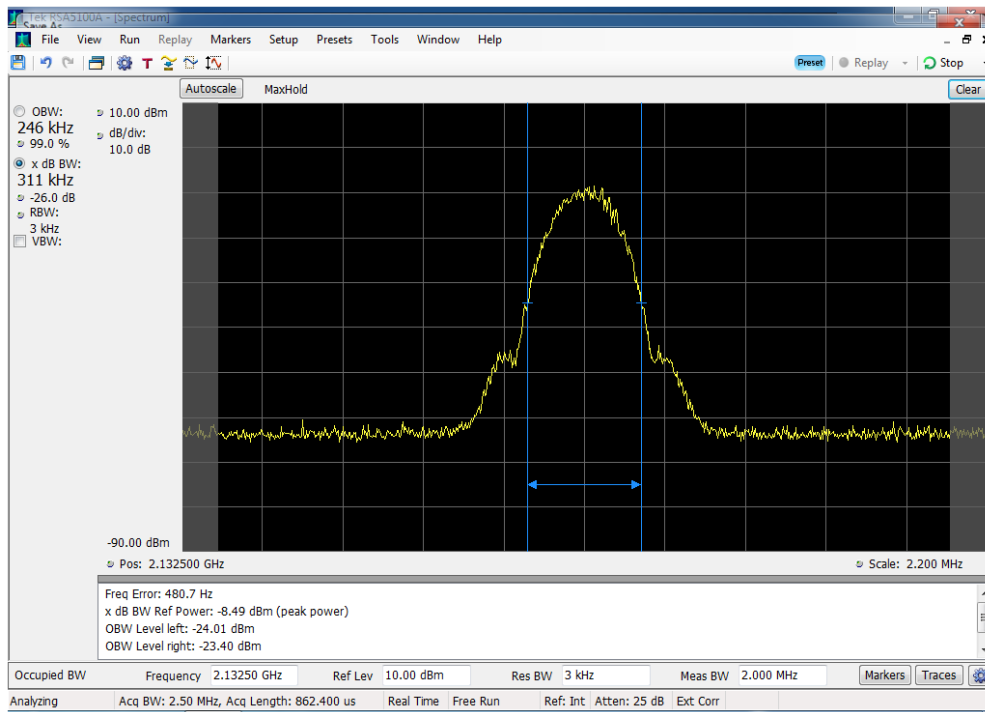 Tek RSA5100A - [Spectrum]
Save As
File View Run Replay Markers Setup Presets Tools Window Help
T Preset Replay Stop
Autoscale MaxHold Clear
OBW:
246 kHz
99.0 %
x dB BW:
311 kHz
-26.0 dB
RBW:
3 kHz
VBW:
10.00 dBm
dB/div:
10.0 dB
-90.00 dBm
Pos: 2.132500 GHz Scale: 2.200 MHz
Freq Error: 480.7 Hz
x dB BW Ref Power: -8.49 dBm (peak power)
OBW Level left: -24.01 dBm
OBW Level right: -23.40 dBm
Occupied BW Frequency 2.13250 GHz Ref Lev 10.00 dBm Res BW 3 kHz Meas BW 2.000 MHz Markers Traces
Analyzing Acq BW: 2.50 MHz, Acq Length: 862.400 us Real Time Free Run Ref: Int Atten: 25 dB Ext Corr